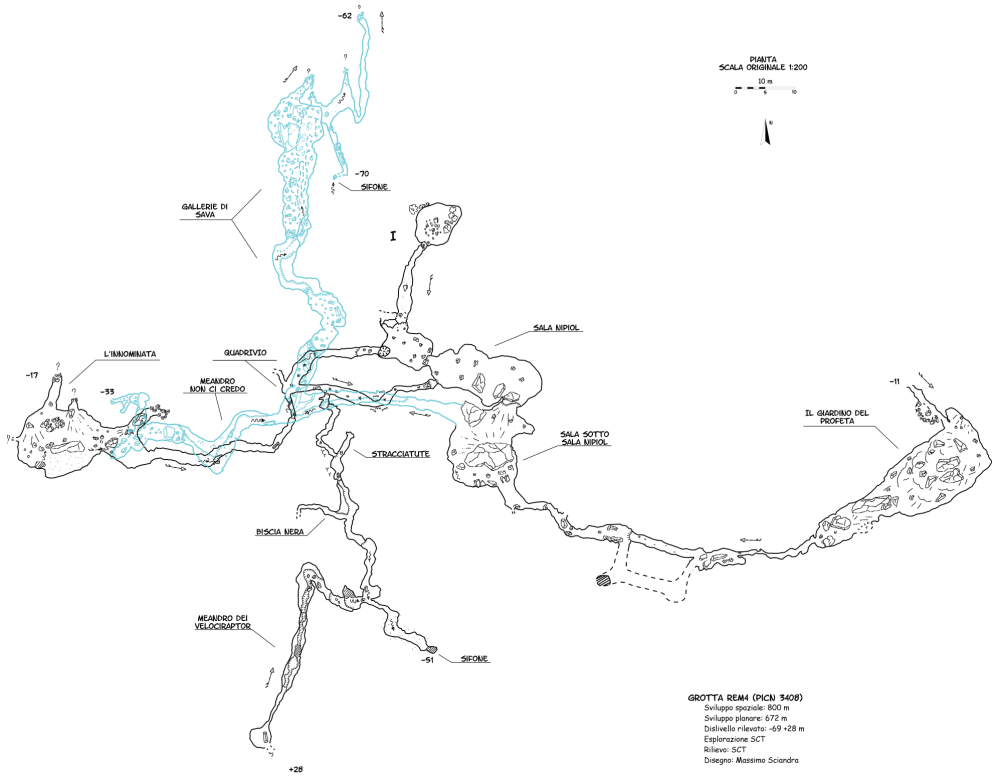 -62
PIANTA
SCALA ORIGINALE 1:200
10 m
0 5 10
N
-70
SIFONE
GALLERIE DI
SAVA
I
SALA NIPIOL
L'INNOMINATA
QUADRIVIO
-17
MEANDRO
NON CI CREDO
-33
-11
IL GIARDINO DEL
PROFETA
SALA SOTTO
SALA NIPIOL
STRACCIATUTE
BISCIA NERA
MEANDRO DEI
VELOCIRAPTOR
-51
SIFONE
GROTTA REM4 (PICN 3408)
Sviluppo spaziale: 800 m
Sviluppo planare: 672 m
Dislivello rilevato: -69 +28 m
Esplorazione SCT
Rilievo: SCT
Disegno: Massimo Sciandra
+28